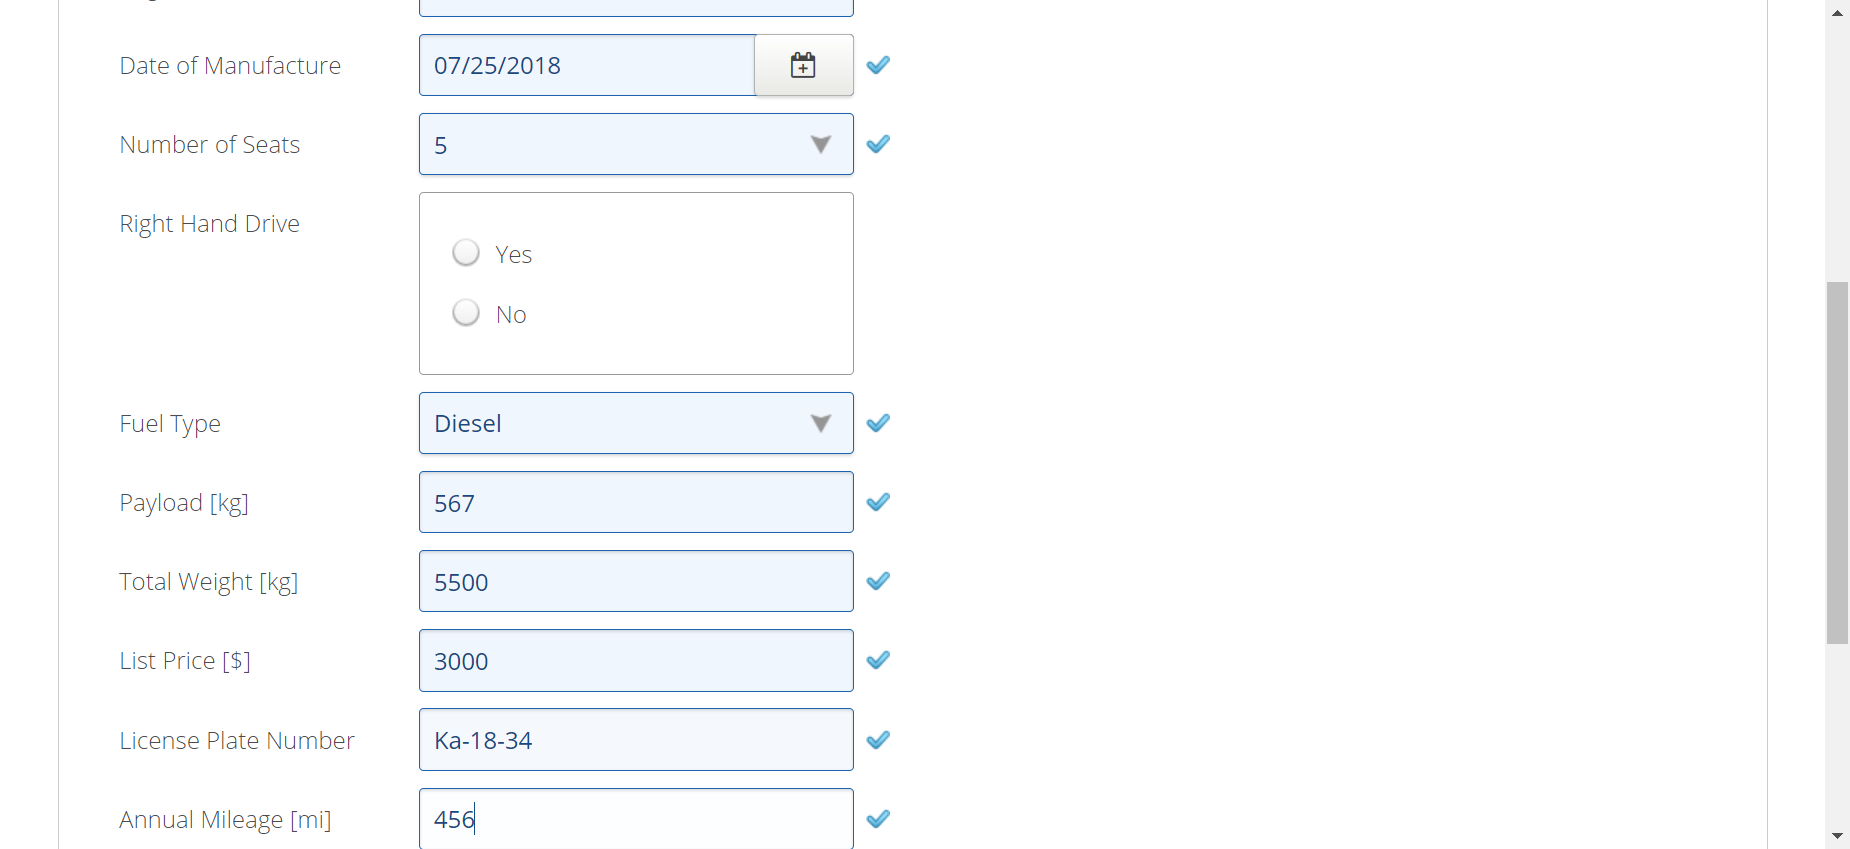 Date of Manufacture 07/25/2018
Number of Seats 5
Right Hand Drive
Yes
No
Fuel Type Diesel
Payload [kg] 567
Total Weight [kg] 5500
List Price [$] 3000
License Plate Number Ka-18-34
Annual Mileage [mi] 456